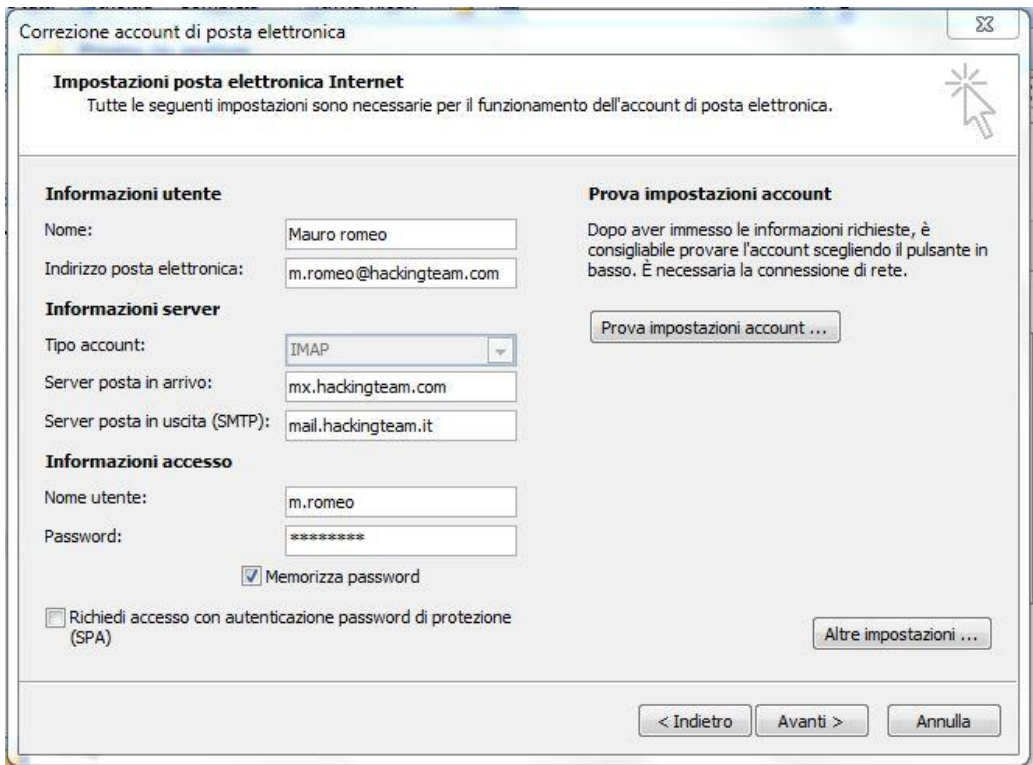 Correzione account di posta elettronica
Impostazioni posta elettronica Internet
Tutte le seguenti impostazioni sono necessarie per il funzionamento dell'account di posta elettronica.
Informazioni utente
Nome:
Mauro romeo
Indirizzo posta elettronica:
m.romeo@hackingteam.com
Informazioni server
Tipo account:
IMAP
Server posta in arrivo:
mx.hackingteam.com
Server posta in uscita (SMTP):
mail.hackingteam.it
Informazioni accesso
Nome utente:
m.romeo
Password:
********
Memorizza password
Richiedi accesso con autenticazione password di protezione
(SPA)
Prova impostazioni account
Dopo aver immesso le informazioni richieste, è
consigliabile provare l'account scegliendo il pulsante in
basso. È necessaria la connessione di rete.
Prova impostazioni account ...
Altre impostazioni ...
< Indietro
Avanti >
Annulla